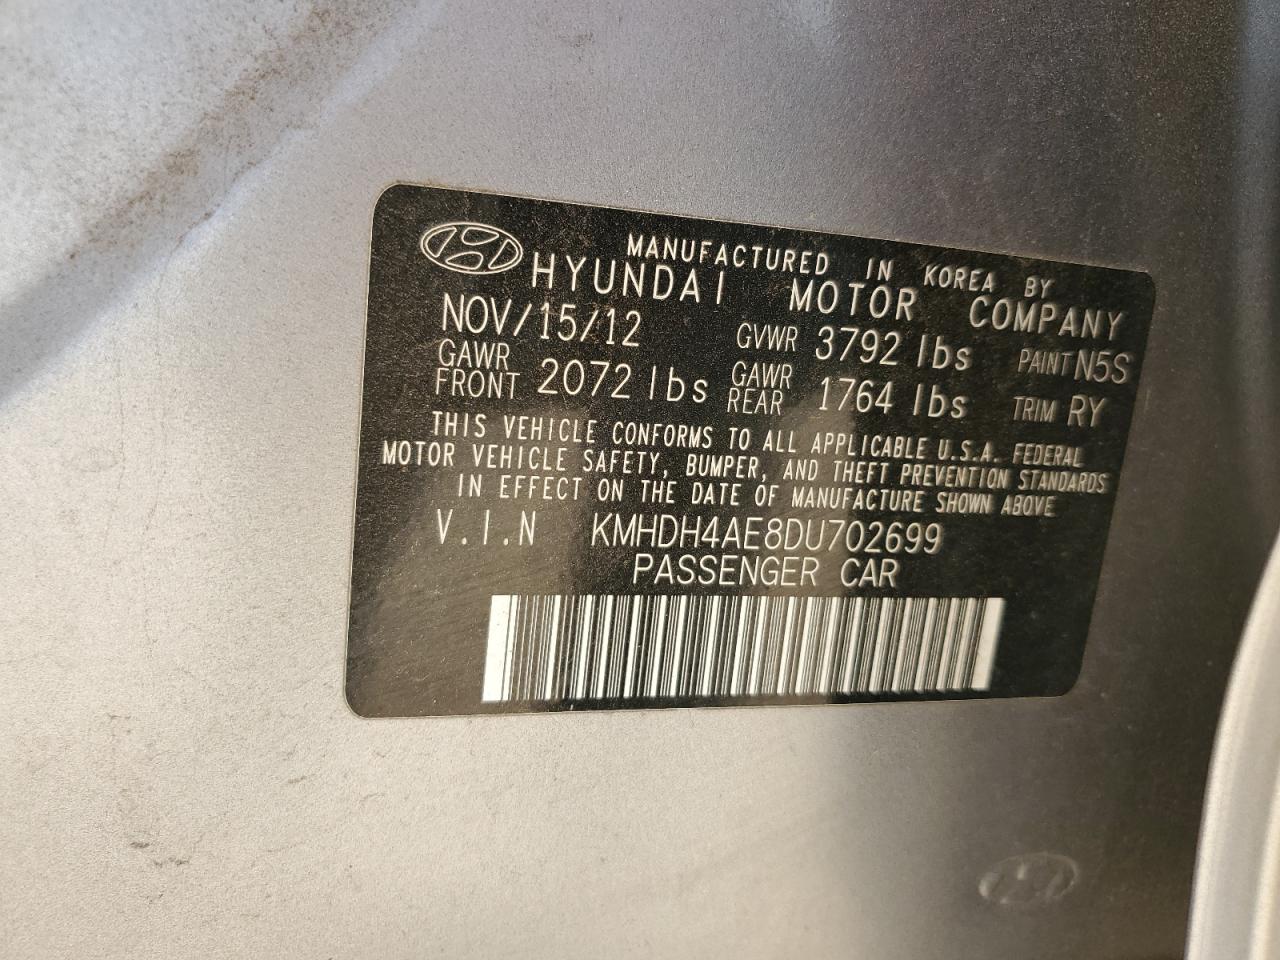 MANUFACTURED IN KOREA BY
HYUNDAI MOTOR COMPANY
NOV/15/12 GVWR 3792 lbs PAINT N5S
GAWR FRONT 2072 lbs GAWR REAR 1764 lbs TRIM RY
THIS VEHICLE CONFORMS TO ALL APPLICABLE U.S.A. FEDERAL
MOTOR VEHICLE SAFETY, BUMPER, AND THEFT PREVENTION STANDARDS
IN EFFECT ON THE DATE OF MANUFACTURE SHOWN ABOVE
V.I.N KMHDH4AE8DU702699
PASSENGER CAR